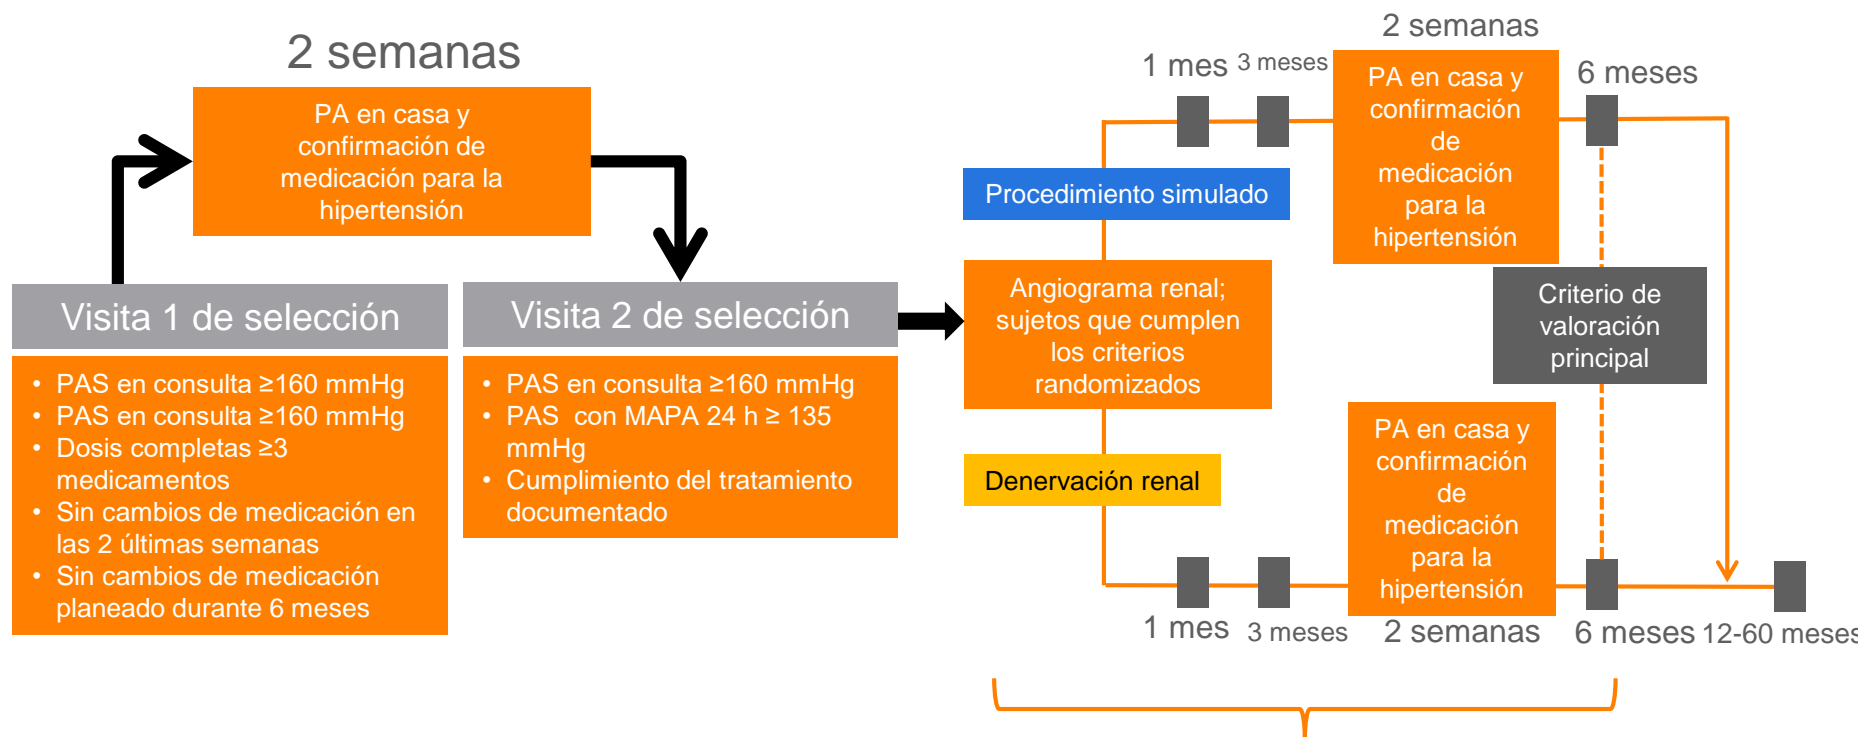 2 semanas
PA en casa y
confirmación de
medicación para la
hipertensión
Visita 1 de selección
• PAS en consulta ≥160 mmHg
• PAS en consulta ≥160 mmHg
• Dosis completas ≥3
medicamentos
• Sin cambios de medicación en
las 2 últimas semanas
• Sin cambios de medicación
planeado durante 6 meses
Visita 2 de selección
• PAS en consulta ≥160 mmHg
• PAS con MAPA 24 h ≥ 135
mmHg
• Cumplimiento del tratamiento
documentado
Procedimiento simulado
Angiograma renal;
sujetos que cumplen
los criterios
randomizados
Denervación renal
1 mes
3 meses
2 semanas
PA en casa y
confirmación
de
medicación
para la
hipertensión
6 meses
Criterio de
valoración
principal
PA en casa y
confirmación
de
medicación
para la
hipertensión
1 mes
3 meses
2 semanas
6 meses
12-60 meses